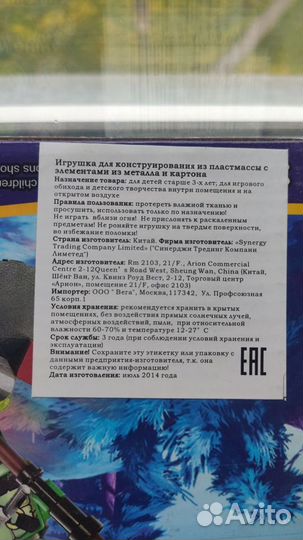 children
ons sho
Игрушка для конструирования из пластмассы с
элементами из металла и картона
Назначение товара: для детей старше 3-х лет, для игрового
обихода и детского творчества внутри помещения и на
открытом воздухе
Правила пользования: протереть влажной тканью и
просушить, использовать только по назначению!
Не играть вблизи огня! Не прислонять к раскаленным
предметам! Не роняйте игрушку на твердые поверхности,
во избежание поломки!
Страна изготовитель: Китай. Фирма изготовитель: «Synergy
Trading Company Limited» ("Синерджи Трединг Компани
Лиметед")
Адрес изготовителя: Rm 2103, 21/F., Arion Commercial
Centre 2-12Queen' s Road West, Sheung Wan, China (Китай,
Шён Ван, ул. Квинз Роуд Вест, 2-12, Торговый центр
«Арион», помещение 21/F, офис 2103)
Импортер: ООО "Вега", Москва,117342, Ул. Профсоюзная
65 корп.1
Условия хранения: рекомендуется хранить в крытых
помещениях, без воздействия прямых солнечных лучей,
атмосферных воздействий, пыли, при относительной
влажности 60-70% и температуре 12-27° C
Срок службы: 3 года (при соблюдении условий хранения и
эксплуатации)
Внимание! Сохраните эту этикетку или упаковку с
данными предприятия-изготовителя, т.к. она
содержит важную информацию!
Дата изготовления: июль 2014 года
EAC
Avito